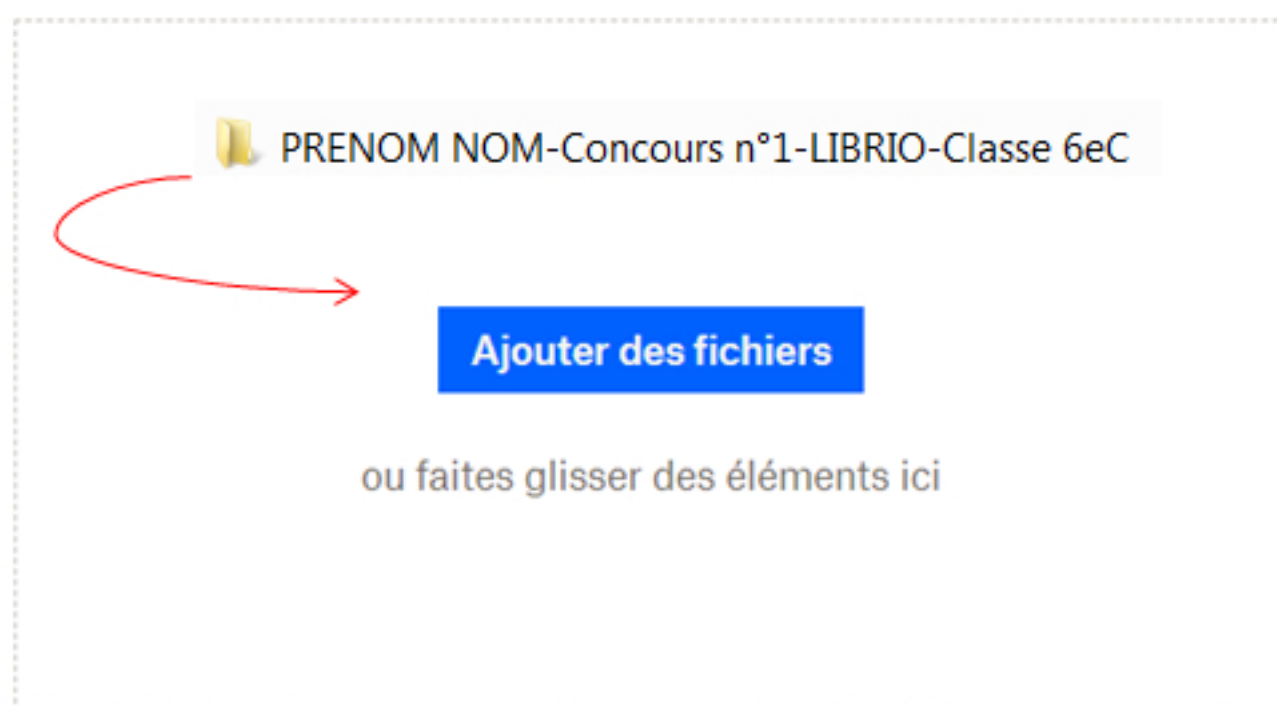 PRENOM NOM-Concours n°1-LIBRIO-Classe 6eC
Ajouter des fichiers
ou faites glisser des éléments ici